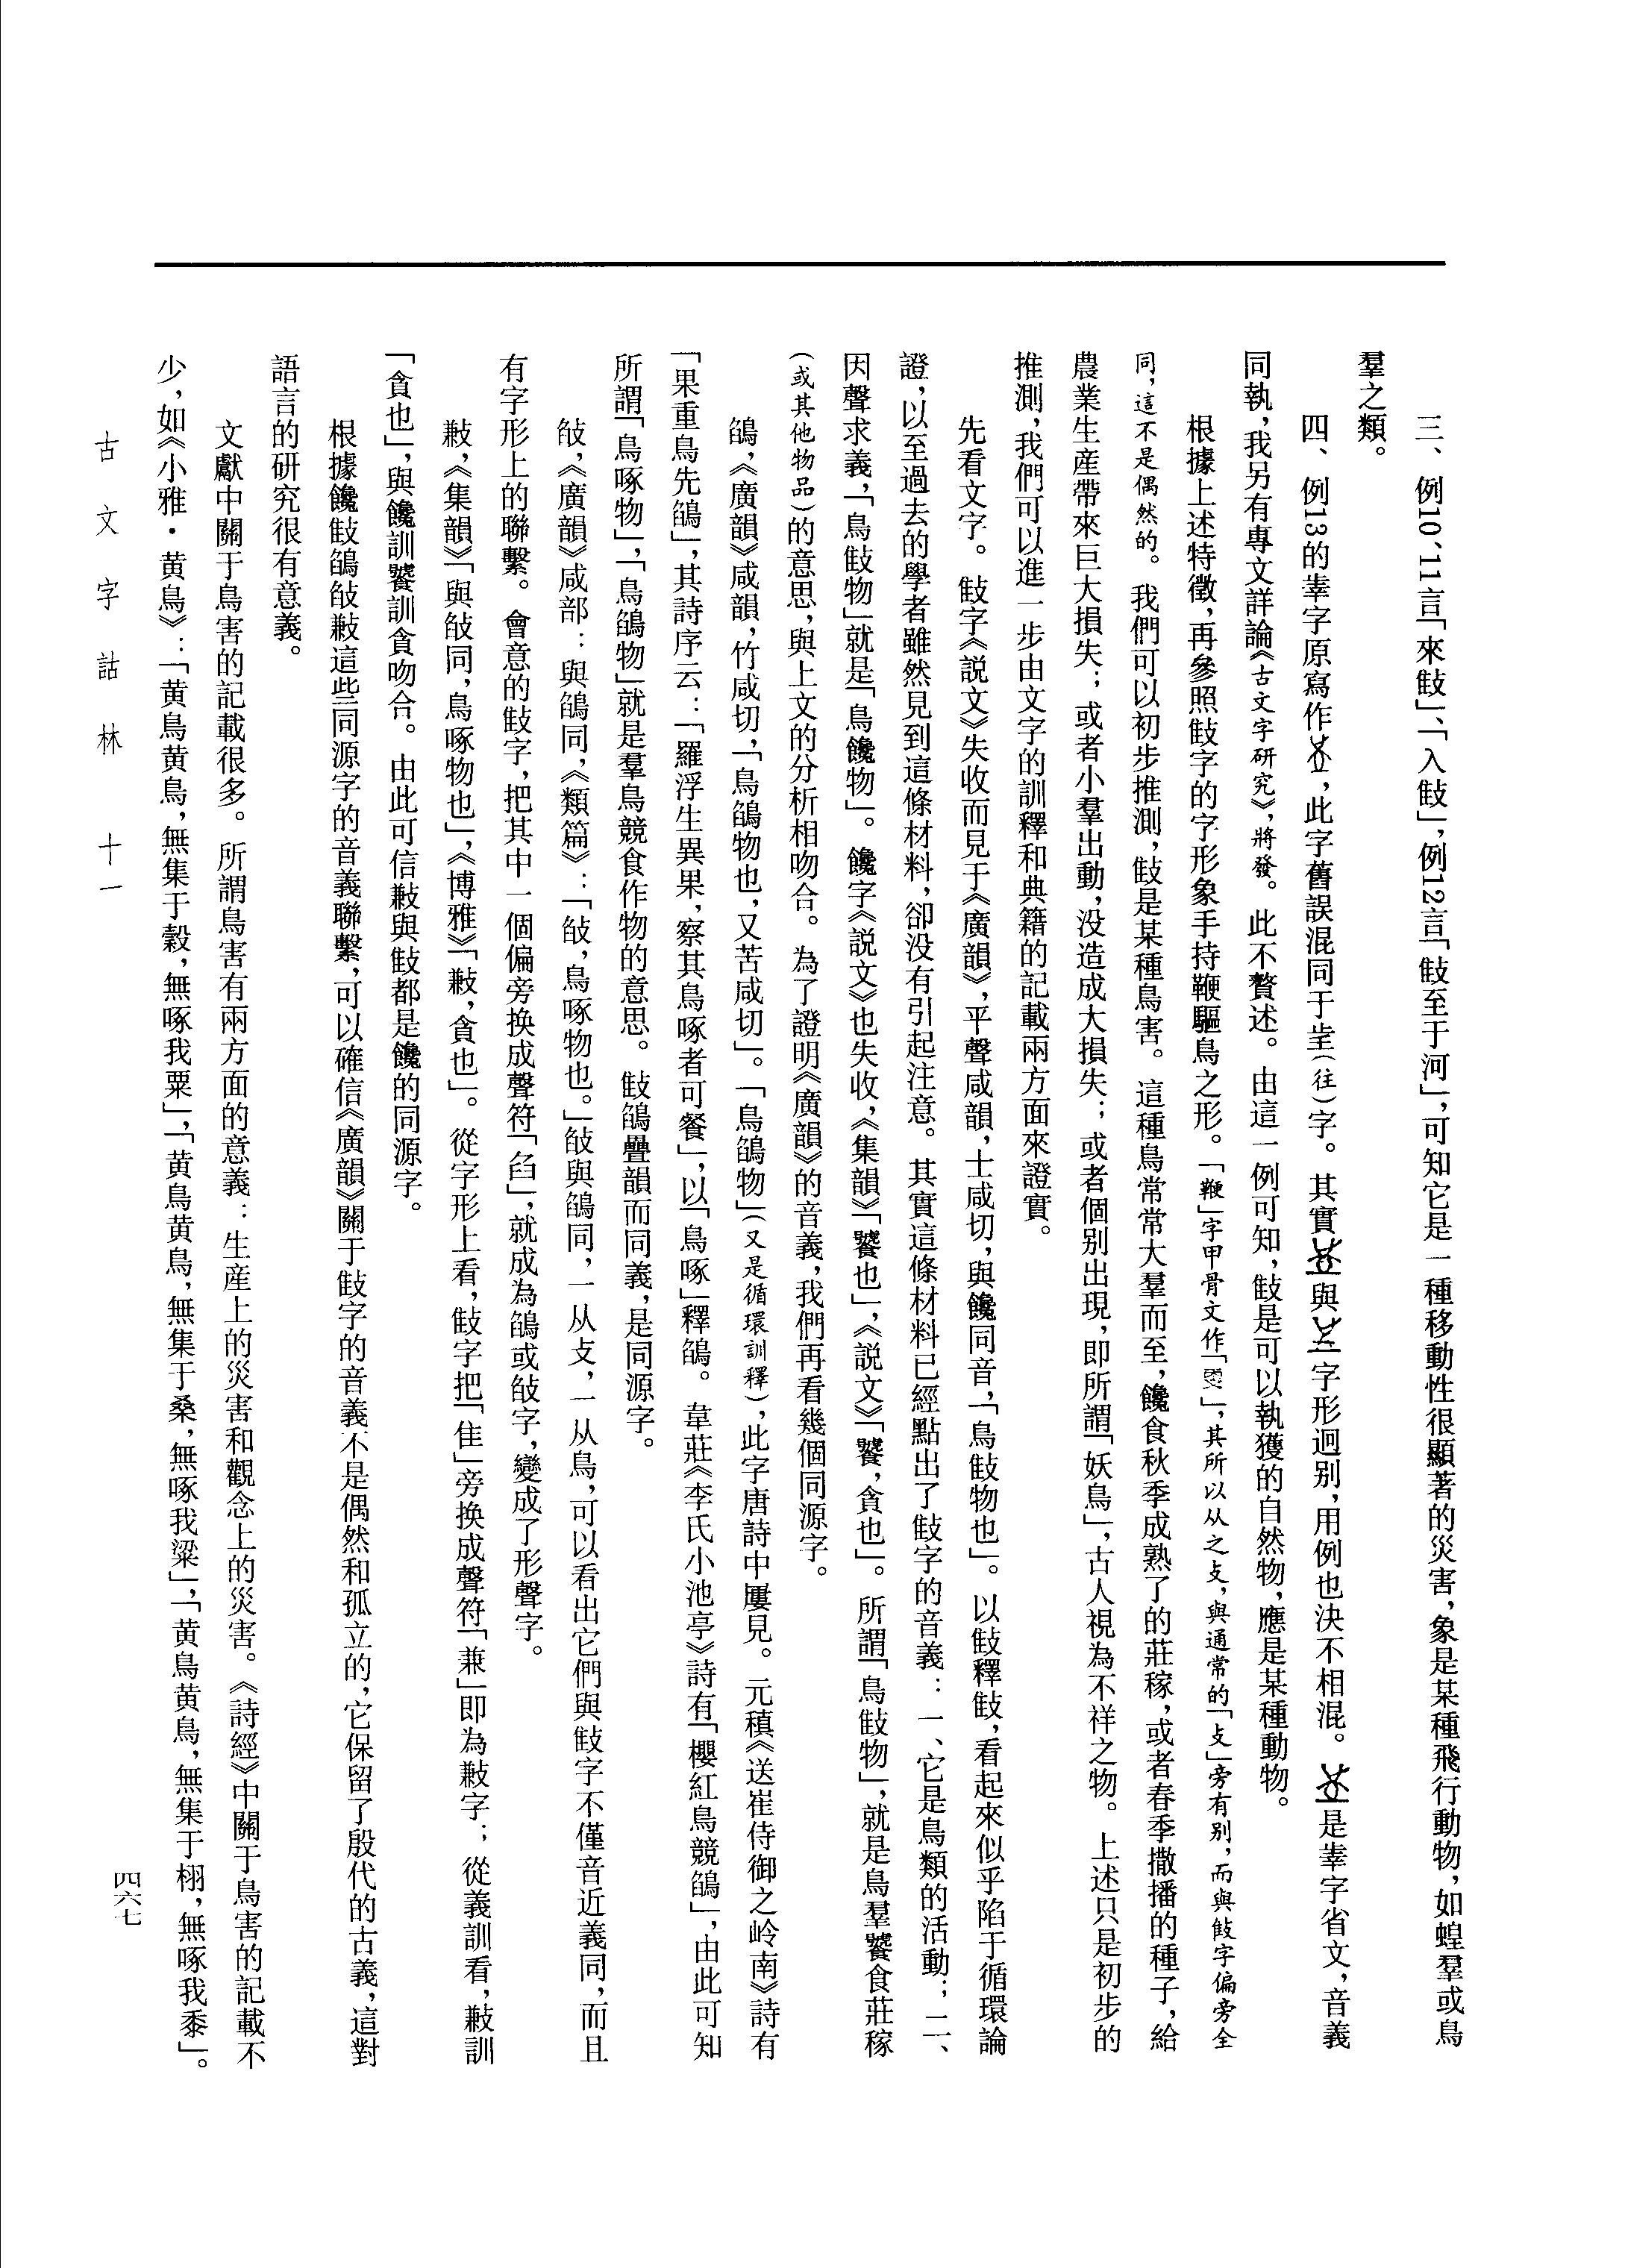 三、例10、11言「來」、「入」,例12言「至于河」,可知它是一種移動性很顯著的災害,象是某種飛行動物,如蝗羣或鳥
羣之類。
四、例13的㚔字原寫作,此字舊誤混同于㞷(往)字。其實與二字形迥别,用例也決不相混。是㚔字省文,音義
同執,我另有專文詳論《古文字研究》,將發。此不贅述。由這一例可知,是可以執獲的自然物,應是某種動物。
根據上述特徵,再參照字的字形象手持鞭驅鳥之形。「鞭」字甲骨文作「」,其所以从之攴,與通常的「攴」旁有别,而與字偏旁全
同,這不是偶然的。我們可以初步推測,是某種鳥害。這種鳥常常大羣而至,饞食秋季成熟了的莊稼,或者春季撒播的種子,給
農業生産帶來巨大損失;或者小羣出動,没造成大損失;或者個别出現,即所謂「妖鳥」,古人視為不祥之物。上述只是初步的
推測,我們可以進一步由文字的訓釋和典籍的記載兩方面來證實。
先看文字。字《説文》失收而見于《廣韻》,平聲咸韻,士咸切,與饞同音,「鳥物也」。以釋,看起來似乎陷于循環論
證,以至過去的學者雖然見到這條材料,卻没有引起注意。其實這條材料已經點出了字的音義:一、它是鳥類的活動;二、
因聲求義,「鳥物」就是「鳥饞物」。饞字《説文》也失收,《集韻》「饕也」,《説文》「饕,貪也」。所謂「鳥物」,就是鳥羣饕食莊稼
(或其他物品)的意思,與上文的分析相吻合。為了證明《廣韻》的音義,我們再看幾個同源字。
鵮,《廣韻》咸韻,竹咸切,「鳥鵮物也,又苦咸切」。「鳥鵮物」(又是循環訓釋),此字唐詩中屢見。元稹《送崔侍御之岭南》詩有
「果重鳥先鵮」,其詩序云:「羅浮生異果,察其鳥啄者可餐」,以「鳥啄」釋鵮。韋莊《李氏小池亭》詩有「櫻紅鳥競鵮」,由此可知
所謂「鳥啄物」,「鳥鵮物」就是羣鳥競食作物的意思。鵮疊韻而同義,是同源字。
,《廣韻》咸部:與鵮同,《類篇》:「,鳥啄物也。」與鵮同,一从支,一从鳥,可以看出它們與字不僅音近義同,而且
有字形上的聯繫。會意的字,把其中一個偏旁换成聲符「臽」,就成為鵮或字,變成了形聲字。
,《集韻》「與同,鳥啄物也」,《博雅》「,貪也」。從字形上看,字把「隹」旁换成聲符「兼」即為字;從義訓看,訓
「貪也」,與饞訓饕訓貪吻合。由此可信與都是饞的同源字。
根據饞鵮這些同源字的音義聯繫,可以確信《廣韻》關于字的音義不是偶然和孤立的,它保留了殷代的古義,這對
語言的研究很有意義。
文獻中關于鳥害的記載很多。所謂鳥害有兩方面的意義:生産上的災害和觀念上的災害。《詩經》中關于鳥害的記載不
少,如《小雅·黄鳥》:「黄鳥黄鳥,無集于穀,無啄我粟」,「黄鳥黄鳥,無集于桑,無啄我粱」,「黄鳥黄鳥,無集于栩,無啄我黍」。
古文字詁林 十一
四六七